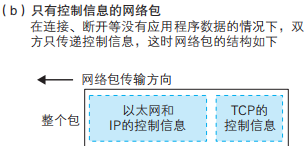 (b) 只有控制信息的网络包
在连接、断开等没有应用程序数据的情况下，双
方只传递控制信息，这时网络包的结构如下
网络包传输方向
整个包
以太网和
IP的控制信息
TCP的
控制信息